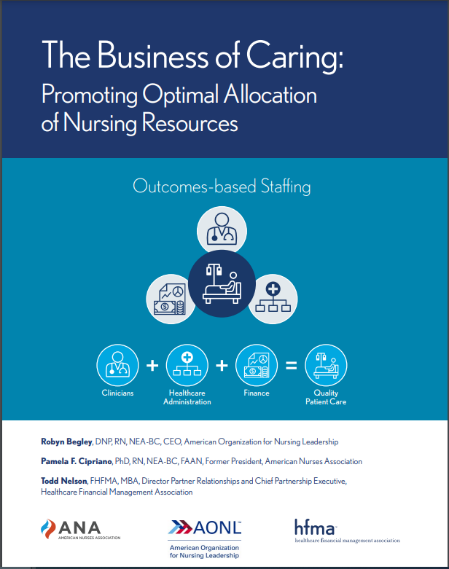 The Business of Caring:
Promoting Optimal Allocation
of Nursing Resources
Outcomes-based Staffing
$
+ + =
$
Clinicians Healthcare Finance Quality
Administration Patient Care
Robyn Begley, DNP, RN, NEA-BC, CEO, American Organization for Nursing Leadership
Pamela F. Cipriano, PhD, RN, NEA-BC, FAAN, Former President, American Nurses Association
Todd Nelson, FHFMA, MBA, Director Partner Relationships and Chief Partnership Executive,
Healthcare Financial Management Association
ANA
AMERICAN NURSES ASSOCIATION
AONL™
American Organization
for Nursing Leadership
hfma™
healthcare financial management association